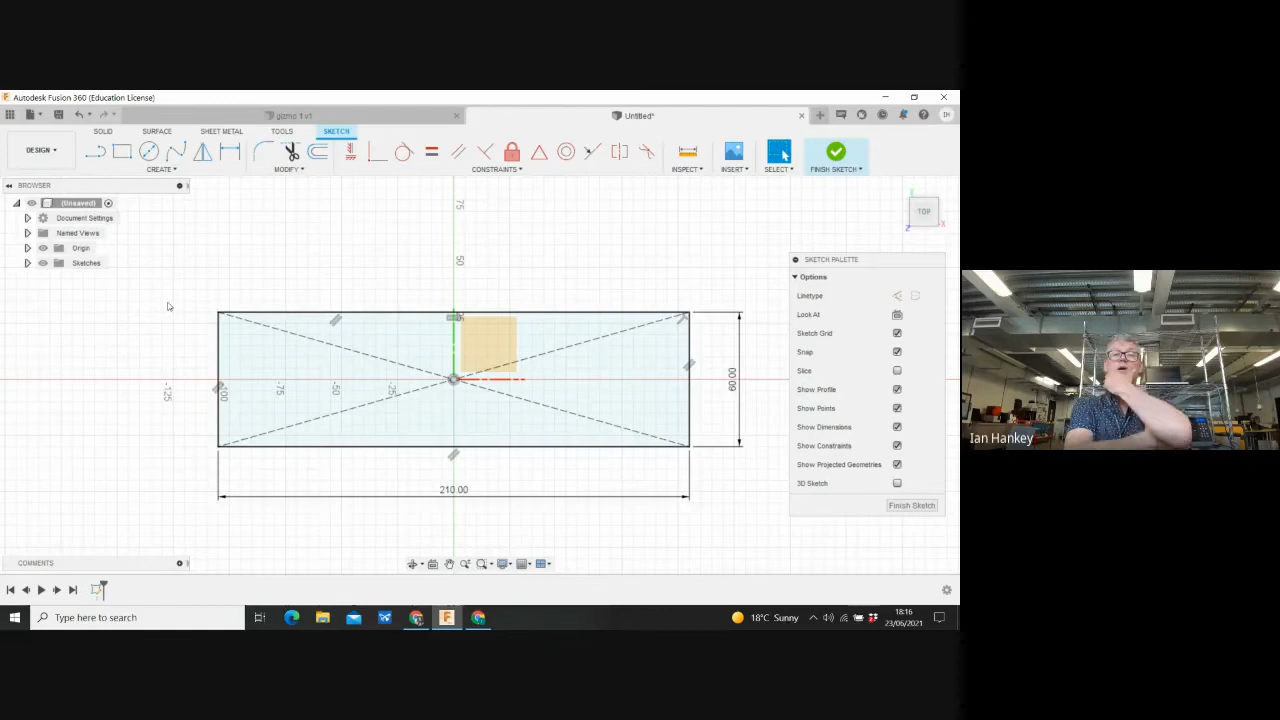 Autodesk Fusion 360 (Education License)
gizmo 1 v1
Untitled*
IH
SOLID SURFACE SHEET METAL TOOLS SKETCH
DESIGN
CREATE MODIFY CONSTRAINTS INSPECT INSERT SELECT FINISH SKETCH
BROWSER
(Unsaved)
Document Settings
Named Views
Origin
Sketches
TOP
Y
X
Z
75
50
25
-125
-100
-75
-50
-25
60.00
210.00
SKETCH PALETTE
Options
Linetype
Look At
Sketch Grid
Snap
Slice
Show Profile
Show Points
Show Dimensions
Show Constraints
Show Projected Geometries
3D Sketch
Finish Sketch
Ian Hankey
COMMENTS
Type here to search
18°C Sunny
18:16
23/06/2021